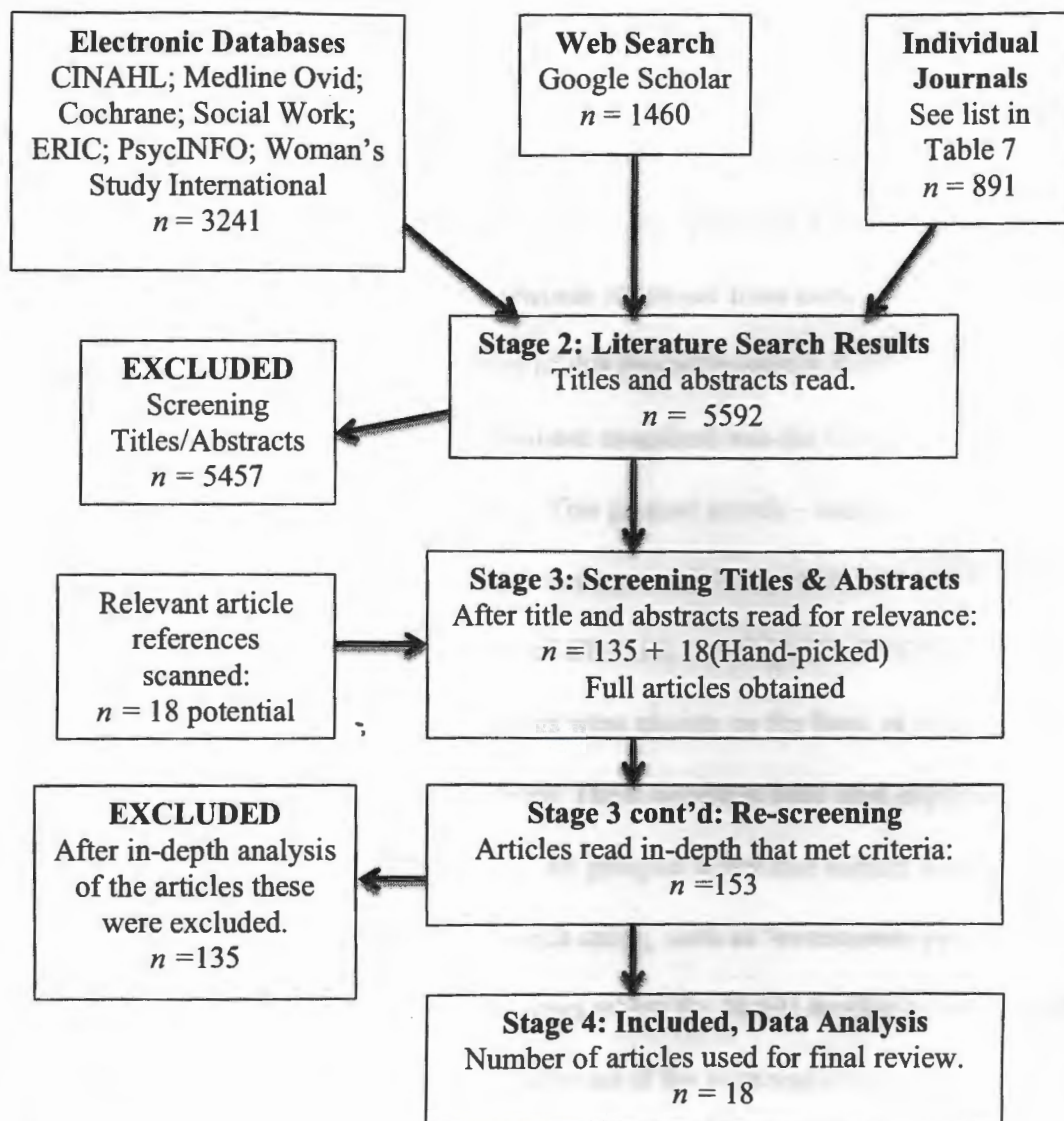 Electronic Databases
CINAHL; Medline Ovid;
Cochrane; Social Work;
ERIC; PsycINFO; Woman's
Study International
n = 3241
Web Search
Google Scholar
n = 1460
Individual
Journals
See list in
Table 7
n = 891
Stage 2: Literature Search Results
Titles and abstracts read.
n = 5592
EXCLUDED
Screening
Titles/Abstracts
n = 5457
Stage 3: Screening Titles & Abstracts
After title and abstracts read for relevance:
n = 135 + 18(Hand-picked)
Full articles obtained
Relevant article
references
scanned:
n = 18 potential
Stage 3 cont'd: Re-screening
Articles read in-depth that met criteria:
n =153
EXCLUDED
After in-depth analysis
of the articles these
were excluded.
n =135
Stage 4: Included, Data Analysis
Number of articles used for final review.
n = 18